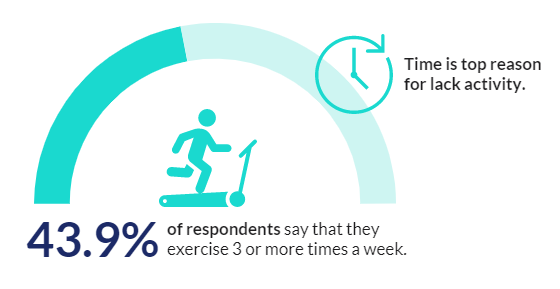 Time is top reason
for lack activity.
43.9% of respondents say that they
exercise 3 or more times a week.